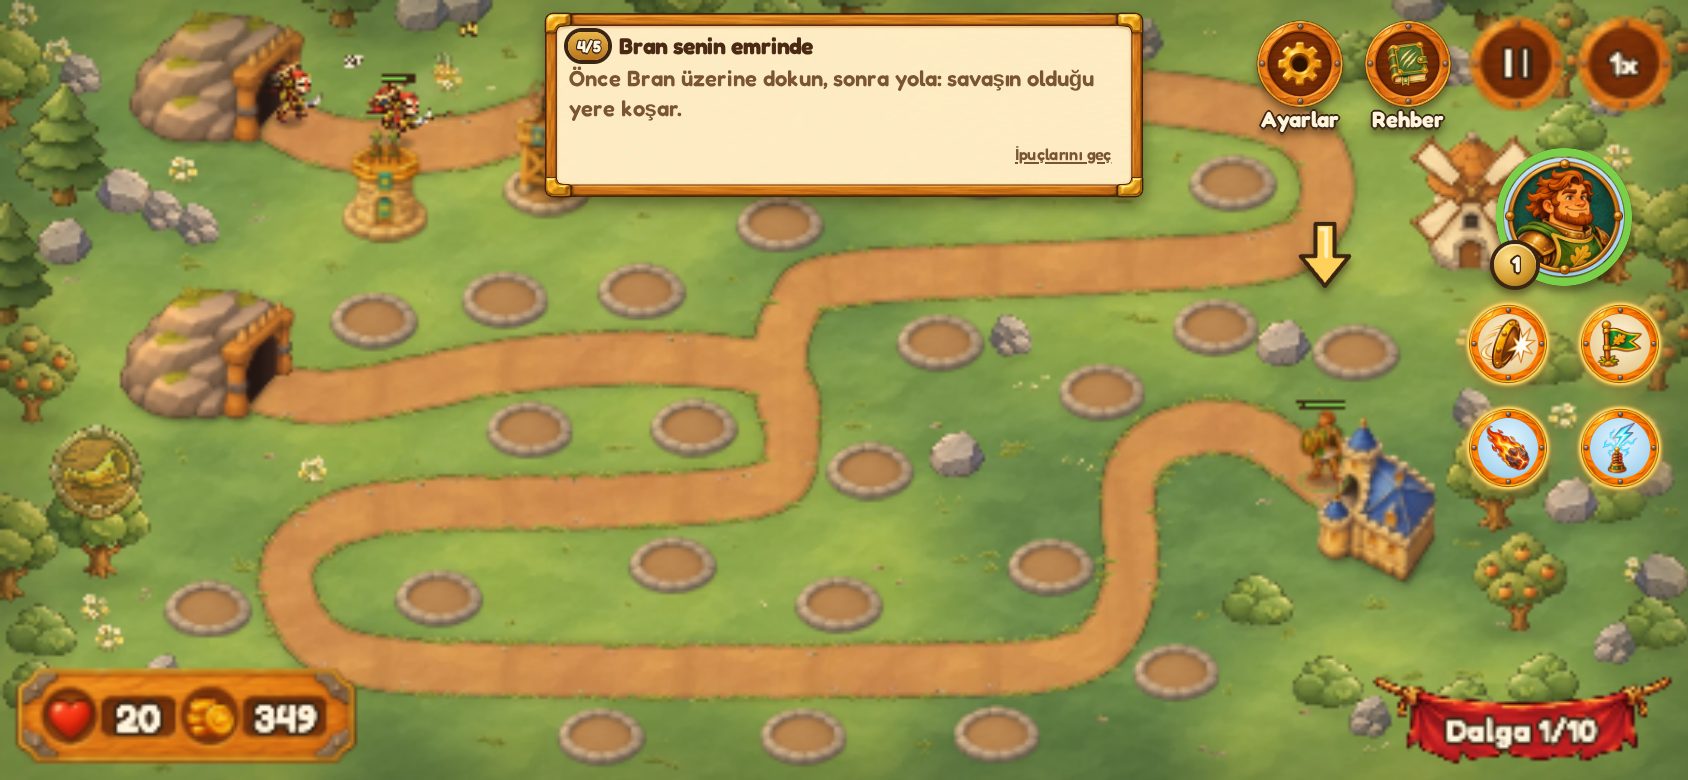 4/5 Bran senin emrinde
Önce Bran üzerine dokun, sonra yola: savaşın olduğu
yere koşar.
İpuçlarını geç
Ayarlar
Rehber
1x
1
20
349
Dalga 1/10